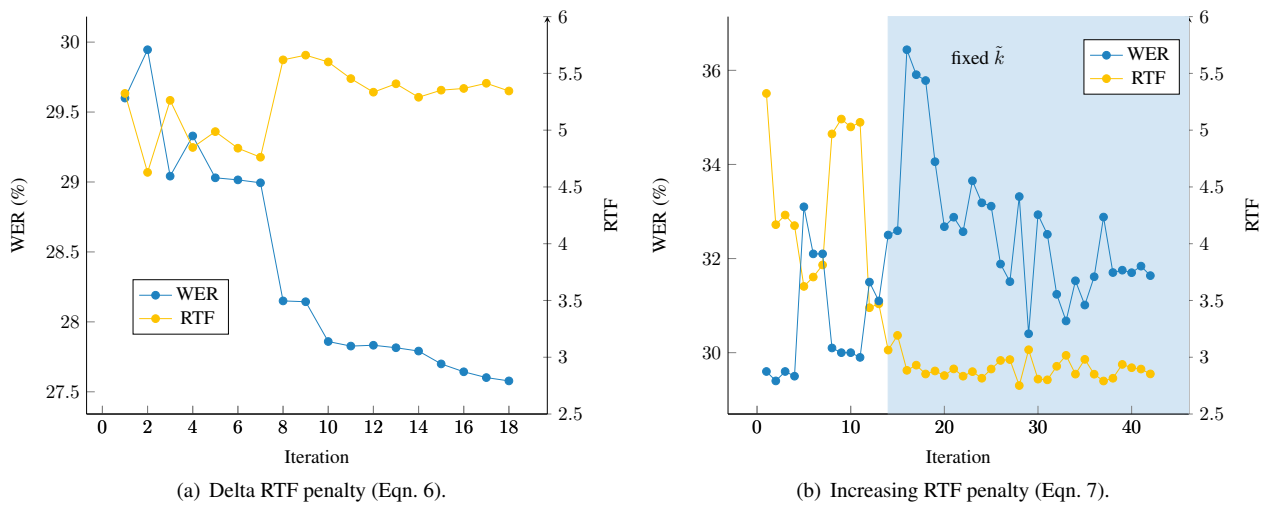 30
29.5
29
28.5
28
27.5
WER (%)
WER
RTF
6
5.5
5
4.5
4
3.5
3
2.5
RTF
0 2 4 6 8 10 12 14 16 18
Iteration
(a) Delta RTF penalty (Eqn. 6).
36
34
32
30
WER (%)
fixed k̃
WER
RTF
6
5.5
5
4.5
4
3.5
3
2.5
RTF
0 10 20 30 40
Iteration
(b) Increasing RTF penalty (Eqn. 7).